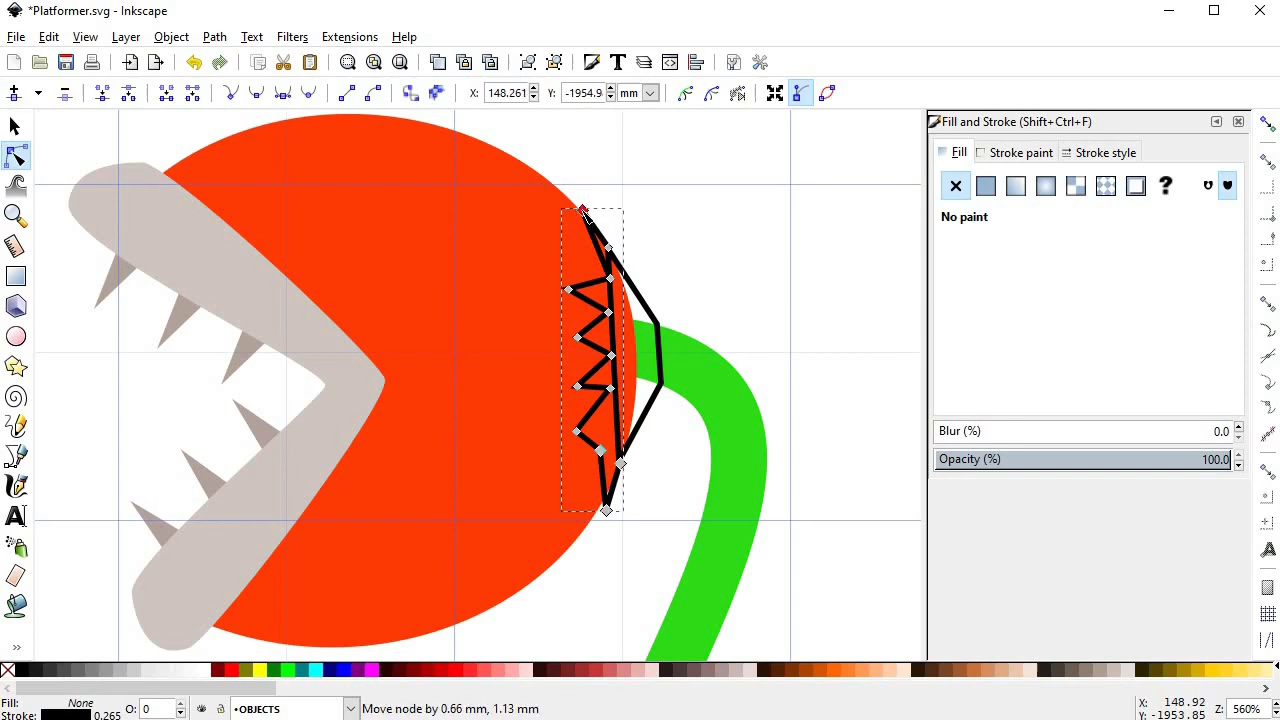 *Platformer.svg - Inkscape
File Edit View Layer Object Path Text Filters Extensions Help
X: 148.261 Y: -1954.9 mm
Fill and Stroke (Shift+Ctrl+F)
Fill Stroke paint Stroke style
No paint
Blur (%) 0.0
Opacity (%) 100.0
Fill: None
Stroke: 0.265
O: 0
•OBJECTS
Move node by 0.66 mm, 1.13 mm
X: 148.92
Y: -1953.95
Z: 560%